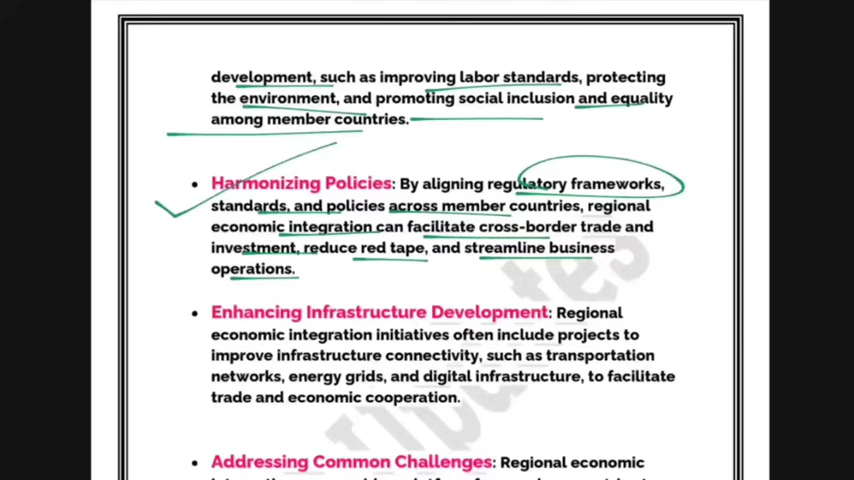 development, such as improving labor standards, protecting
the environment, and promoting social inclusion and equality
among member countries.
• Harmonizing Policies: By aligning regulatory frameworks,
standards, and policies across member countries, regional
economic integration can facilitate cross-border trade and
investment, reduce red tape, and streamline business
operations.
• Enhancing Infrastructure Development: Regional
economic integration initiatives often include projects to
improve infrastructure connectivity, such as transportation
networks, energy grids, and digital infrastructure, to facilitate
trade and economic cooperation.
• Addressing Common Challenges: Regional economic